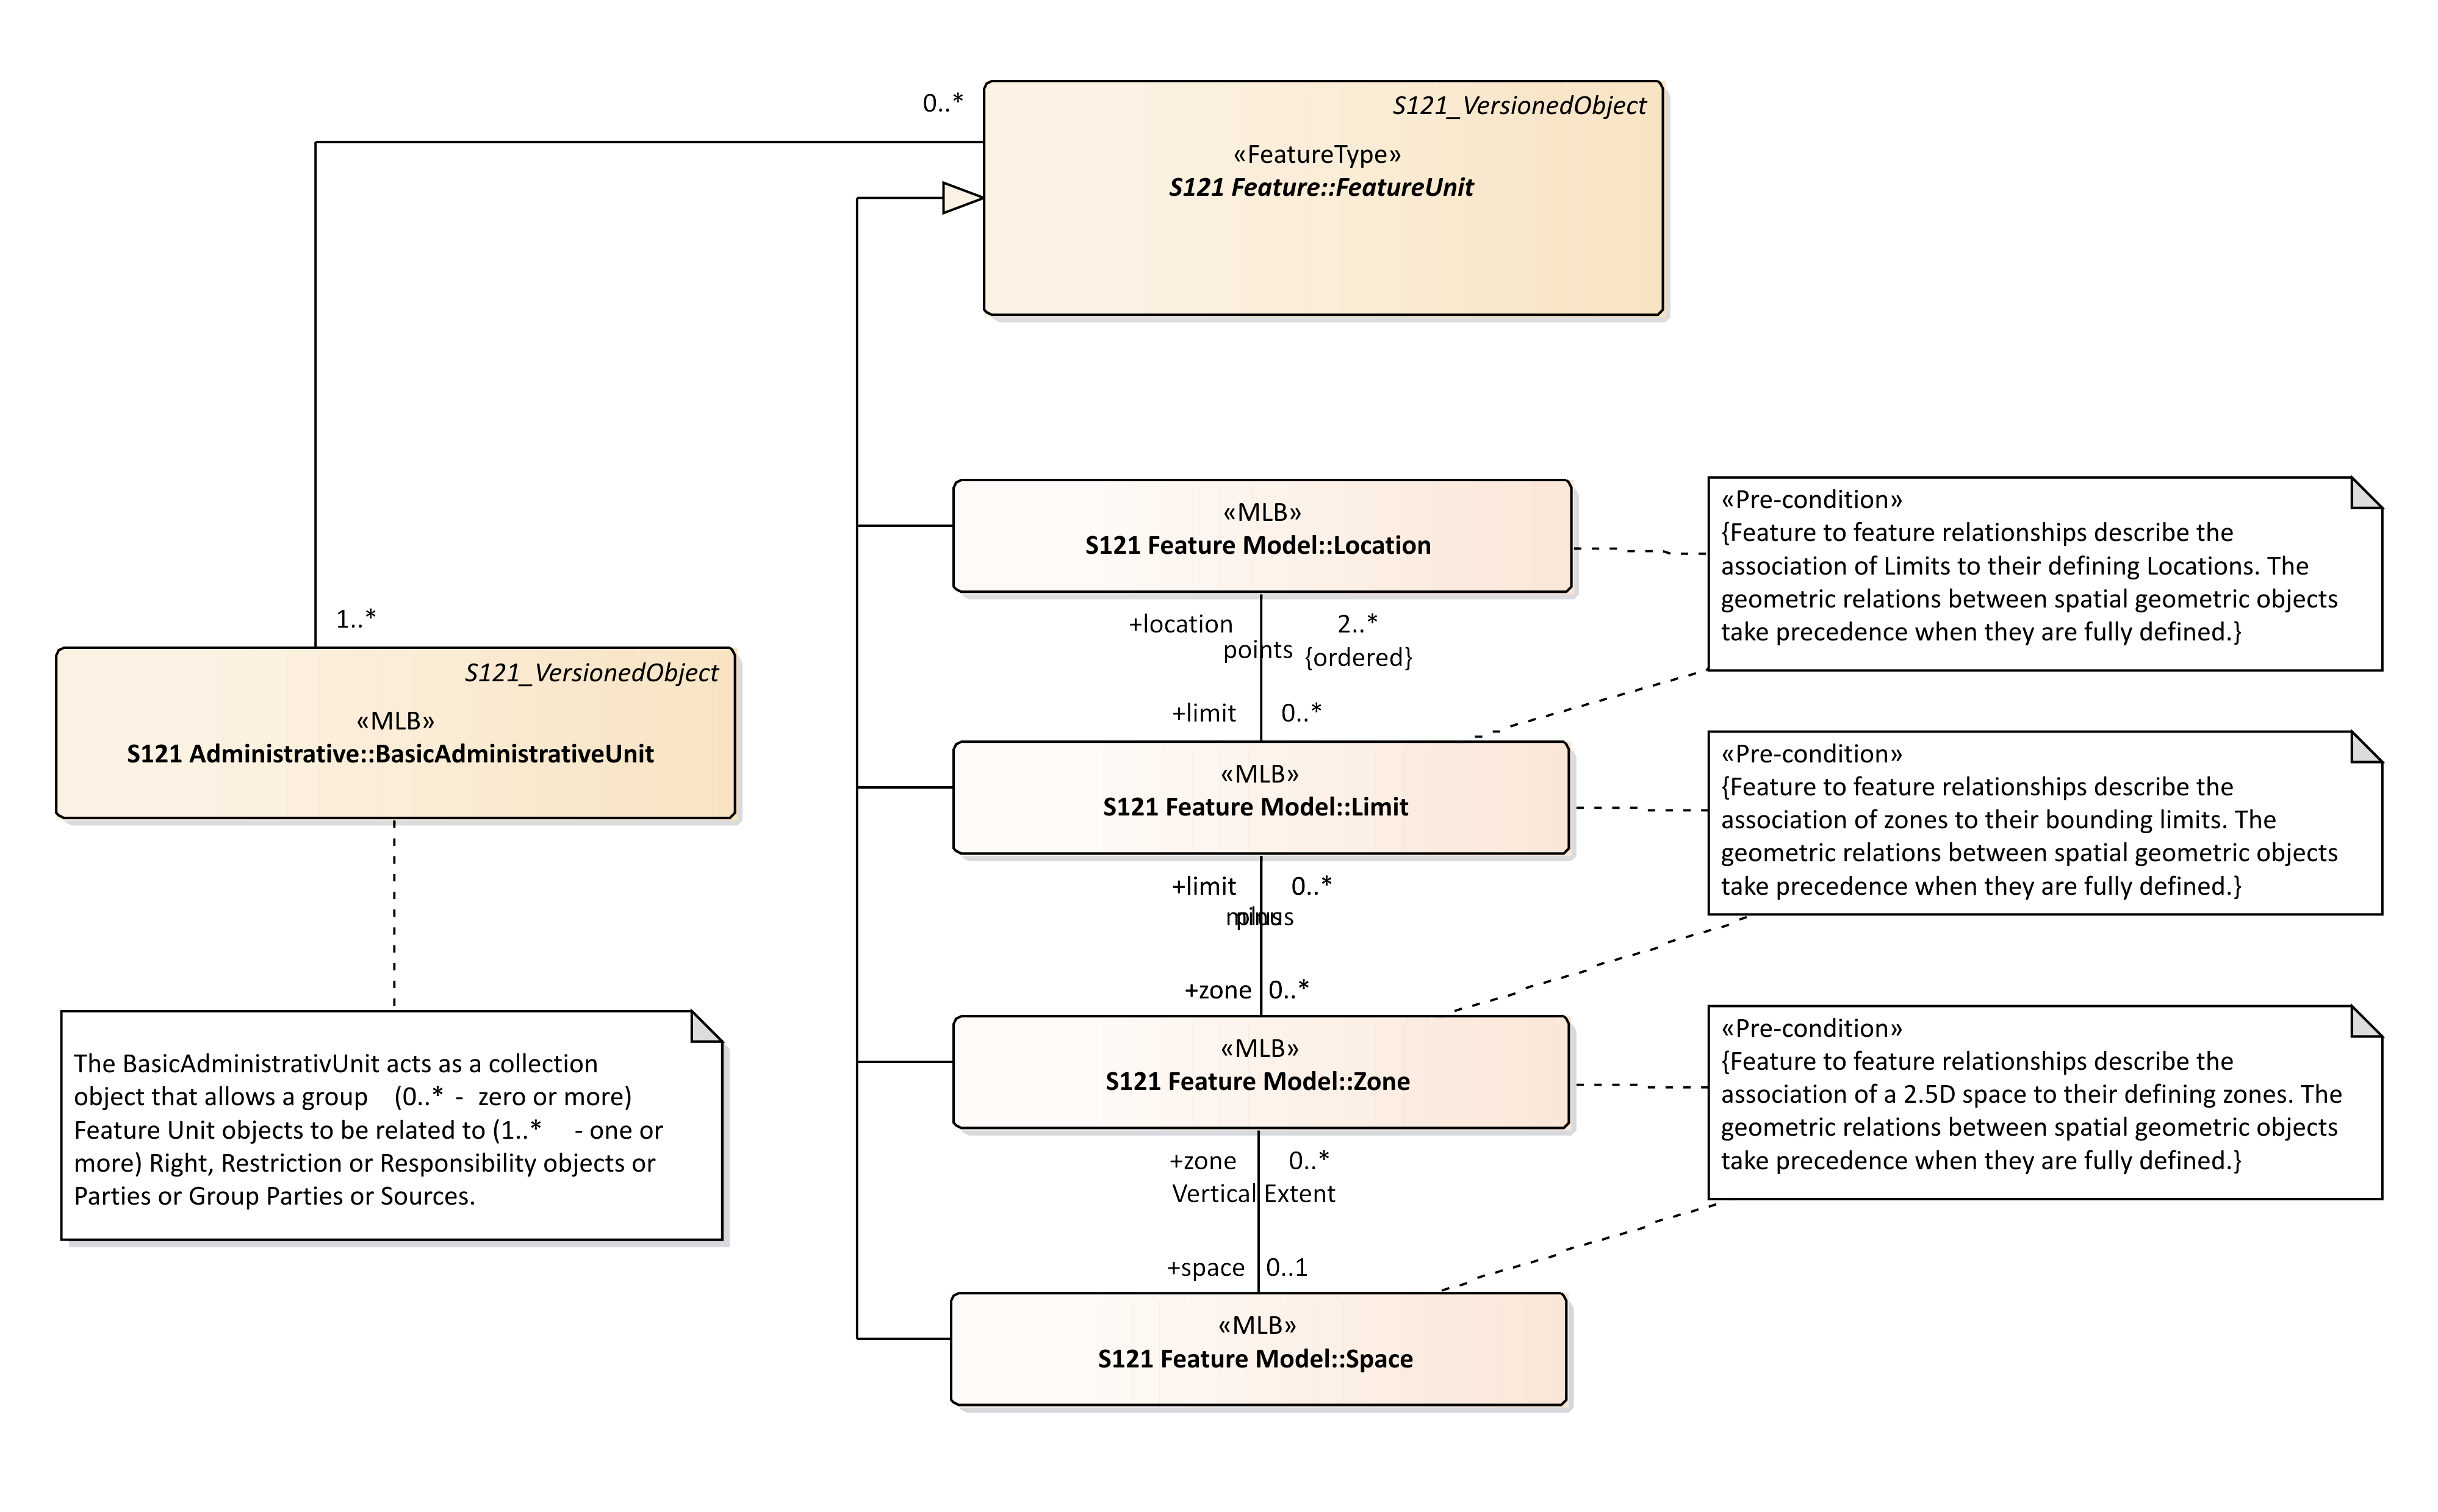 0..*
S121_VersionedObject
«FeatureType»
S121 Feature::FeatureUnit
1..*
S121_VersionedObject
«MLB»
S121 Administrative::BasicAdministrativeUnit
The BasicAdministrativUnit acts as a collection
object that allows a group (0..* - zero or more)
Feature Unit objects to be related to (1..* - one or
more) Right, Restriction or Responsibility objects or
Parties or Group Parties or Sources.
«MLB»
S121 Feature Model::Location
+location 2..*
points {ordered}
+limit 0..*
«MLB»
S121 Feature Model::Limit
+limit 0..*
minus
plus
+zone 0..*
«MLB»
S121 Feature Model::Zone
+zone 0..*
Vertical Extent
+space 0..1
«MLB»
S121 Feature Model::Space
«Pre-condition»
{Feature to feature relationships describe the
association of Limits to their defining Locations. The
geometric relations between spatial geometric objects
take precedence when they are fully defined.}
«Pre-condition»
{Feature to feature relationships describe the
association of zones to their bounding limits. The
geometric relations between spatial geometric objects
take precedence when they are fully defined.}
«Pre-condition»
{Feature to feature relationships describe the
association of a 2.5D space to their defining zones. The
geometric relations between spatial geometric objects
take precedence when they are fully defined.}